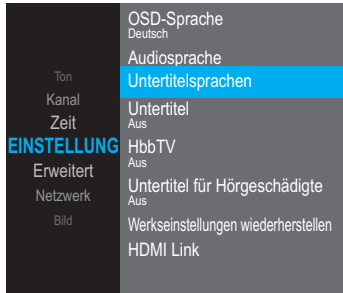 Ton
Kanal
Zeit
EINSTELLUNG
Erweitert
Netzwerk
Bild
OSD-Sprache
Deutsch
Audiosprache
Untertitelsprachen
Untertitel
Aus
HbbTV
Aus
Untertitel für Hörgeschädigte
Aus
Werkseinstellungen wiederherstellen
HDMI Link